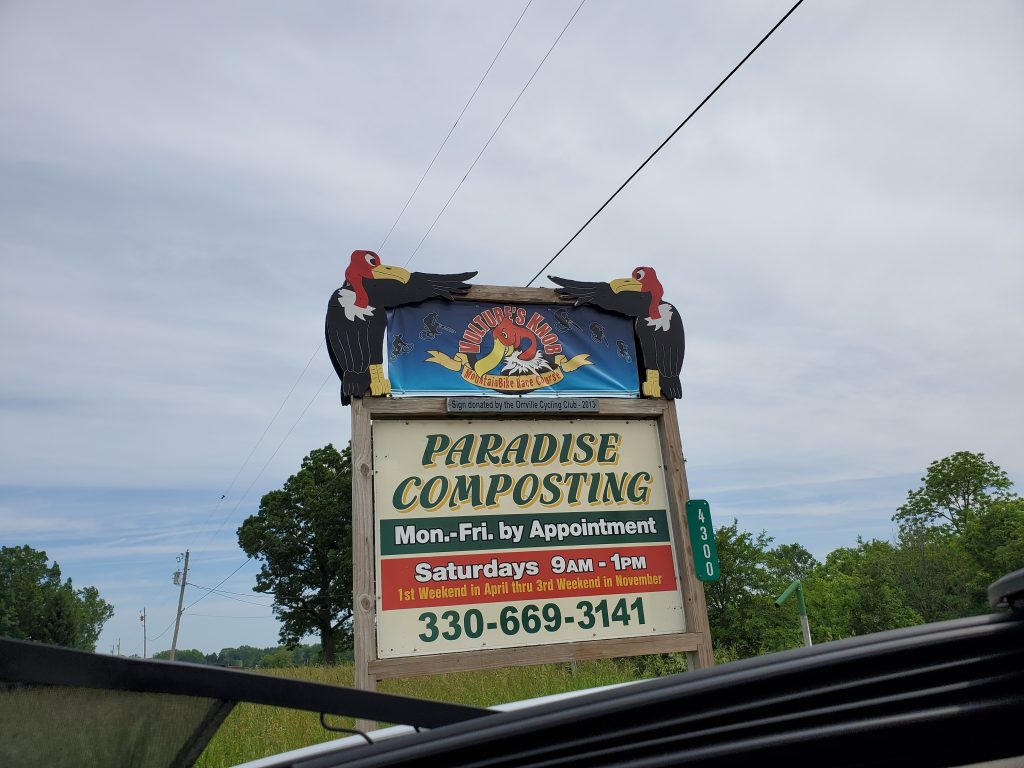 VULTURE'S KNOB
MountainBike Race Course
Sign donated by the Orrville Cycling Club - 2013
PARADISE
COMPOSTING
Mon.-Fri. by Appointment
Saturdays 9AM - 1PM
1st Weekend in April thru 3rd Weekend in November
330-669-3141
4300